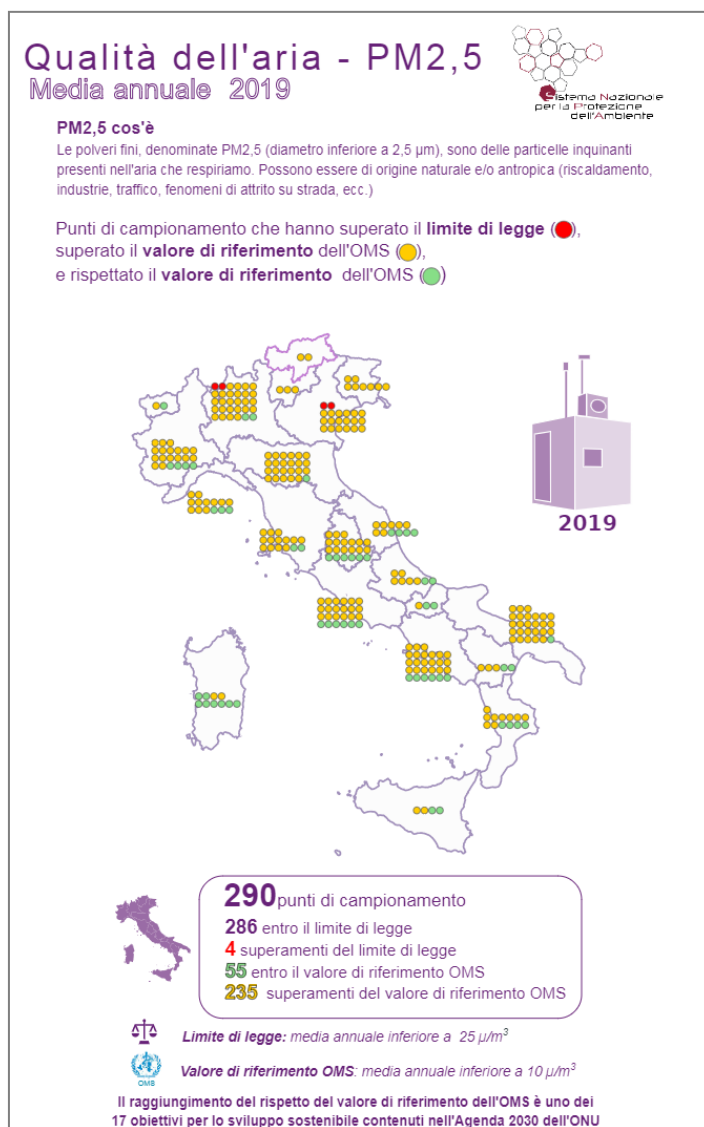 Qualità dell'aria - PM2,5
Media annuale 2019
Sistema Nazionale
per la Protezione
dell'Ambiente
PM2,5 cos'è
Le polveri fini, denominate PM2,5 (diametro inferiore a 2,5 µm), sono delle particelle inquinanti
presenti nell'aria che respiriamo. Possono essere di origine naturale e/o antropica (riscaldamento,
industrie, traffico, fenomeni di attrito su strada, ecc.)
Punti di campionamento che hanno superato il limite di legge (),
superato il valore di riferimento dell'OMS (),
e rispettato il valore di riferimento dell'OMS ()
2019
290 punti di campionamento
286 entro il limite di legge
4 superamenti del limite di legge
55 entro il valore di riferimento OMS
235 superamenti del valore di riferimento OMS
Limite di legge: media annuale inferiore a 25 µ/m³
OMS
Valore di riferimento OMS: media annuale inferiore a 10 µ/m³
Il raggiungimento del rispetto del valore di riferimento dell'OMS è uno dei
17 obiettivi per lo sviluppo sostenibile contenuti nell'Agenda 2030 dell'ONU